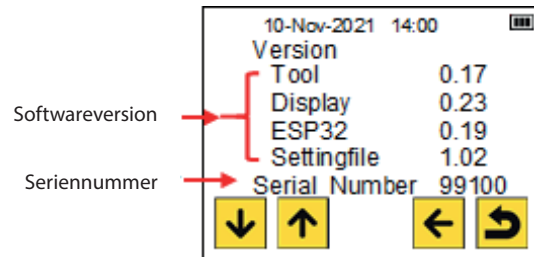 10-Nov-2021 14:00
Version
Tool 0.17
Softwareversion
Display 0.23
ESP32 0.19
Settingfile 1.02
Seriennummer
Serial Number 99100